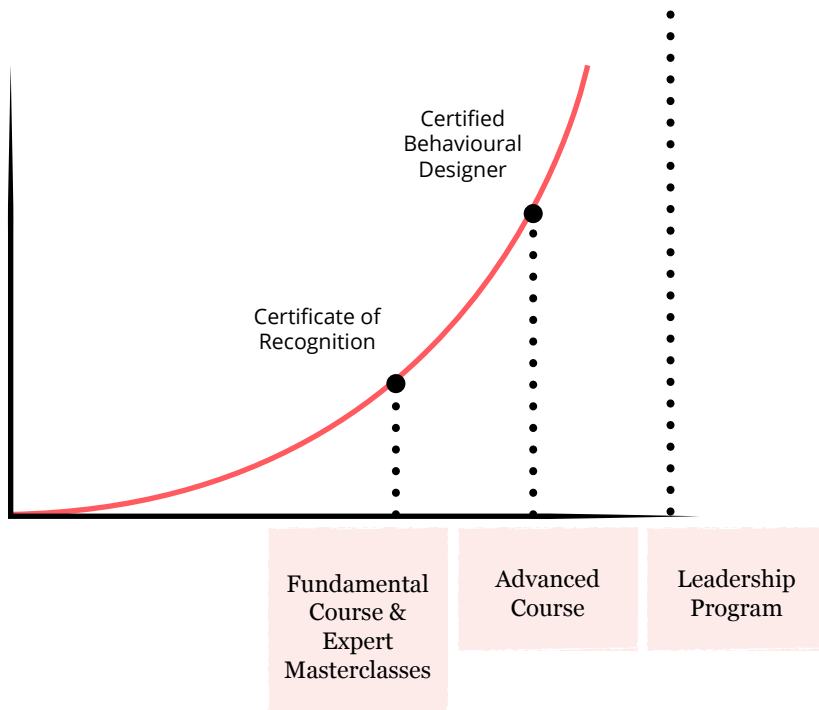 Certified
Behavioural
Designer
Certificate of
Recognition
Fundamental
Course &
Expert
Masterclasses
Advanced
Course
Leadership
Program